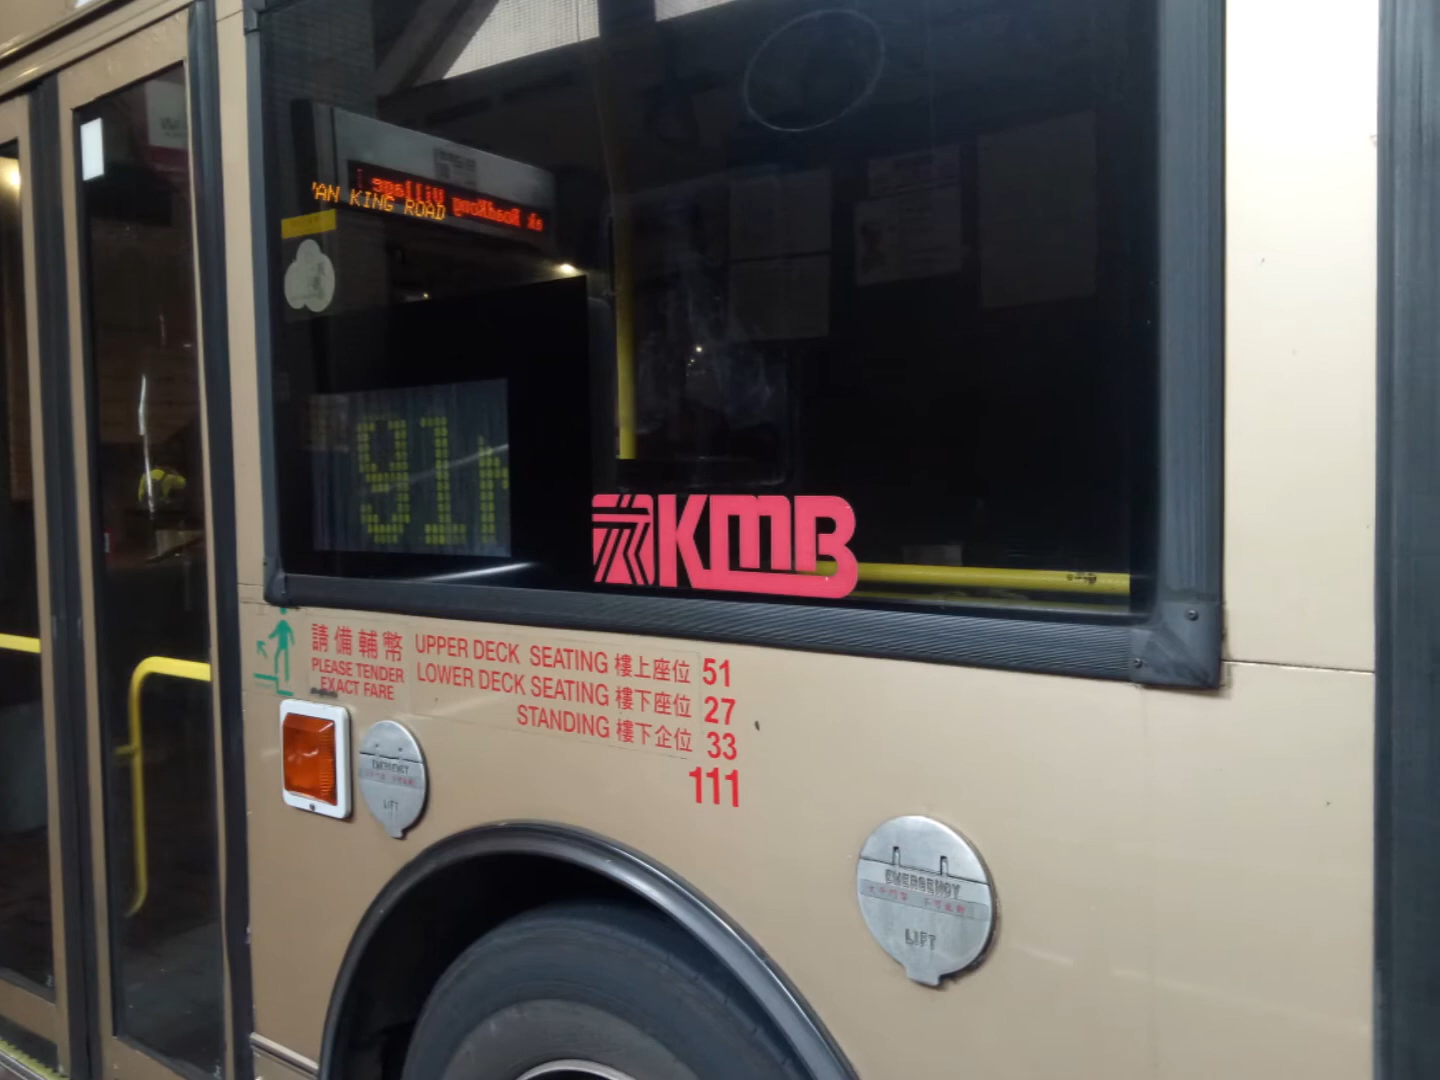 AN KING ROAD
91
KMB
請備輔幣
PLEASE TENDER
EXACT FARE
UPPER DECK SEATING 樓上座位 51
LOWER DECK SEATING 樓下座位 27
STANDING 樓下企位 33
111
EMERGENCY
LIFT
EMERGENCY
LIFT